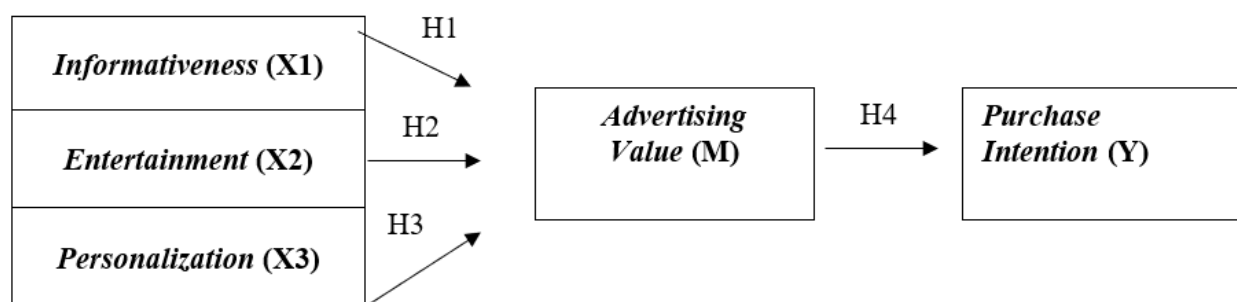 H1
Informativeness (X1)
H2
Entertainment (X2)
H3
Personalization (X3)
Advertising
Value (M)
H4
Purchase
Intention (Y)